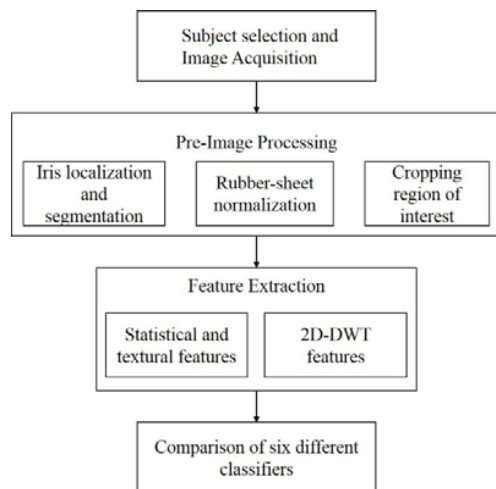 Subject selection and
Image Acquisition
Pre-Image Processing
Iris localization
and
segmentation
Rubber-sheet
normalization
Cropping
region of
interest
Feature Extraction
Statistical and
textural features
2D-DWT
features
Comparison of six different
classifiers